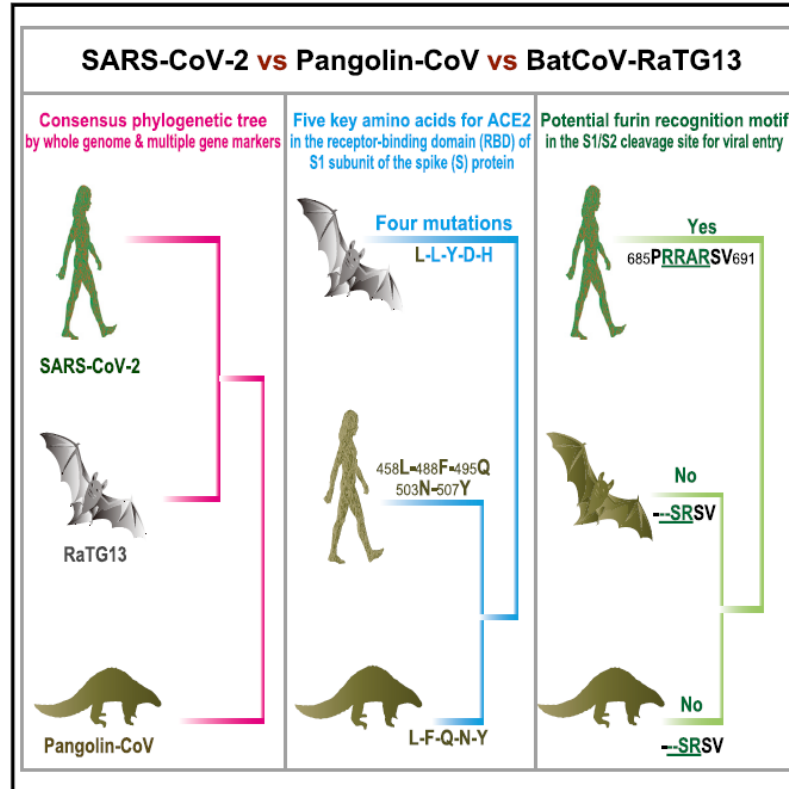 SARS-CoV-2 vs Pangolin-CoV vs BatCoV-RaTG13
Consensus phylogenetic tree
by whole genome & multiple gene markers
SARS-CoV-2
RaTG13
Pangolin-CoV
Five key amino acids for ACE2
in the receptor-binding domain (RBD) of
S1 subunit of the spike (S) protein
Four mutations
L-L-Y-D-H
458L-488F-495Q
503N-507Y
L-F-Q-N-Y
Potential furin recognition motif
in the S1/S2 cleavage site for viral entry
Yes
685PRRARSV691
No
----SRSV
No
----SRSV